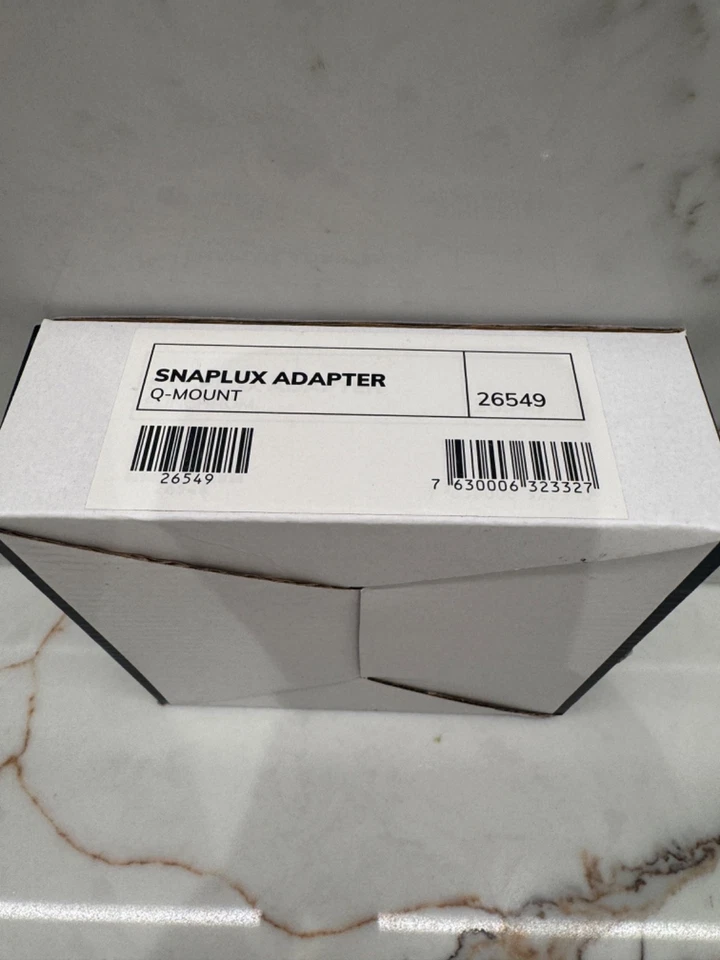 SNAPLUX ADAPTER
Q-MOUNT
26549
26549
7 630006 323327